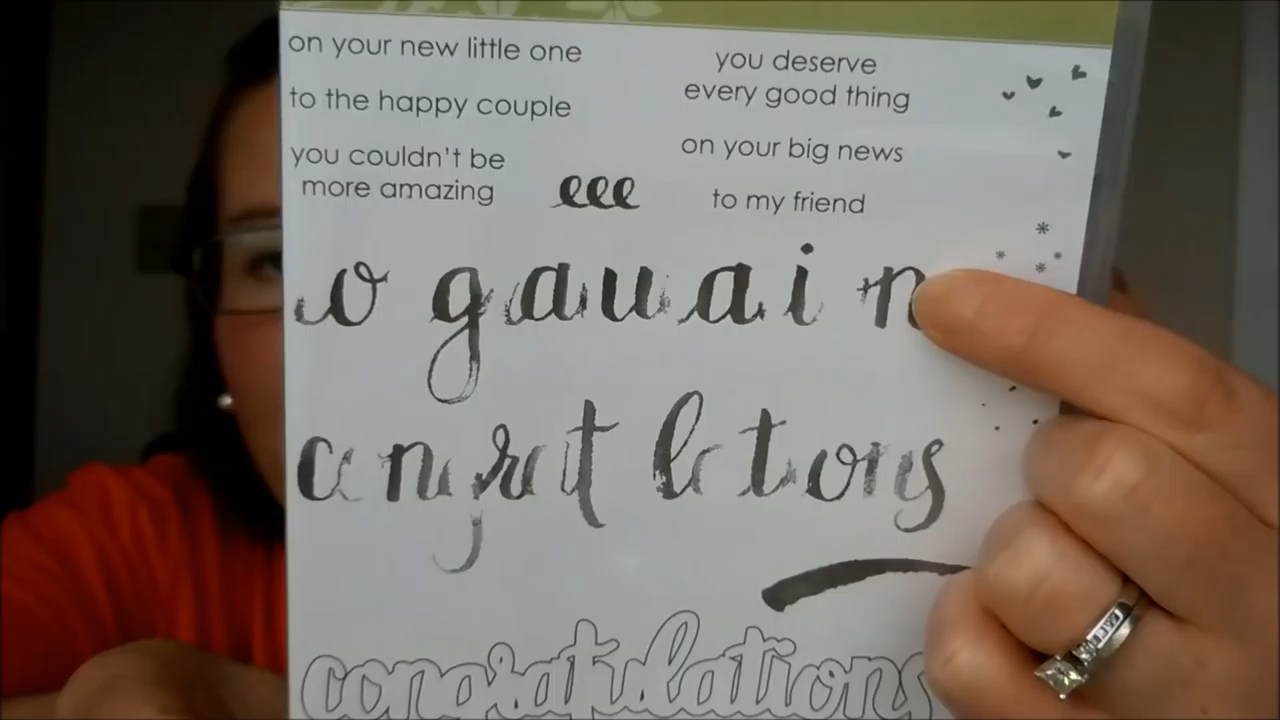 on your new little one
to the happy couple
you couldn't be
more amazing
you deserve
every good thing
on your big news
to my friend
eee
o g a u a i n
congratulations